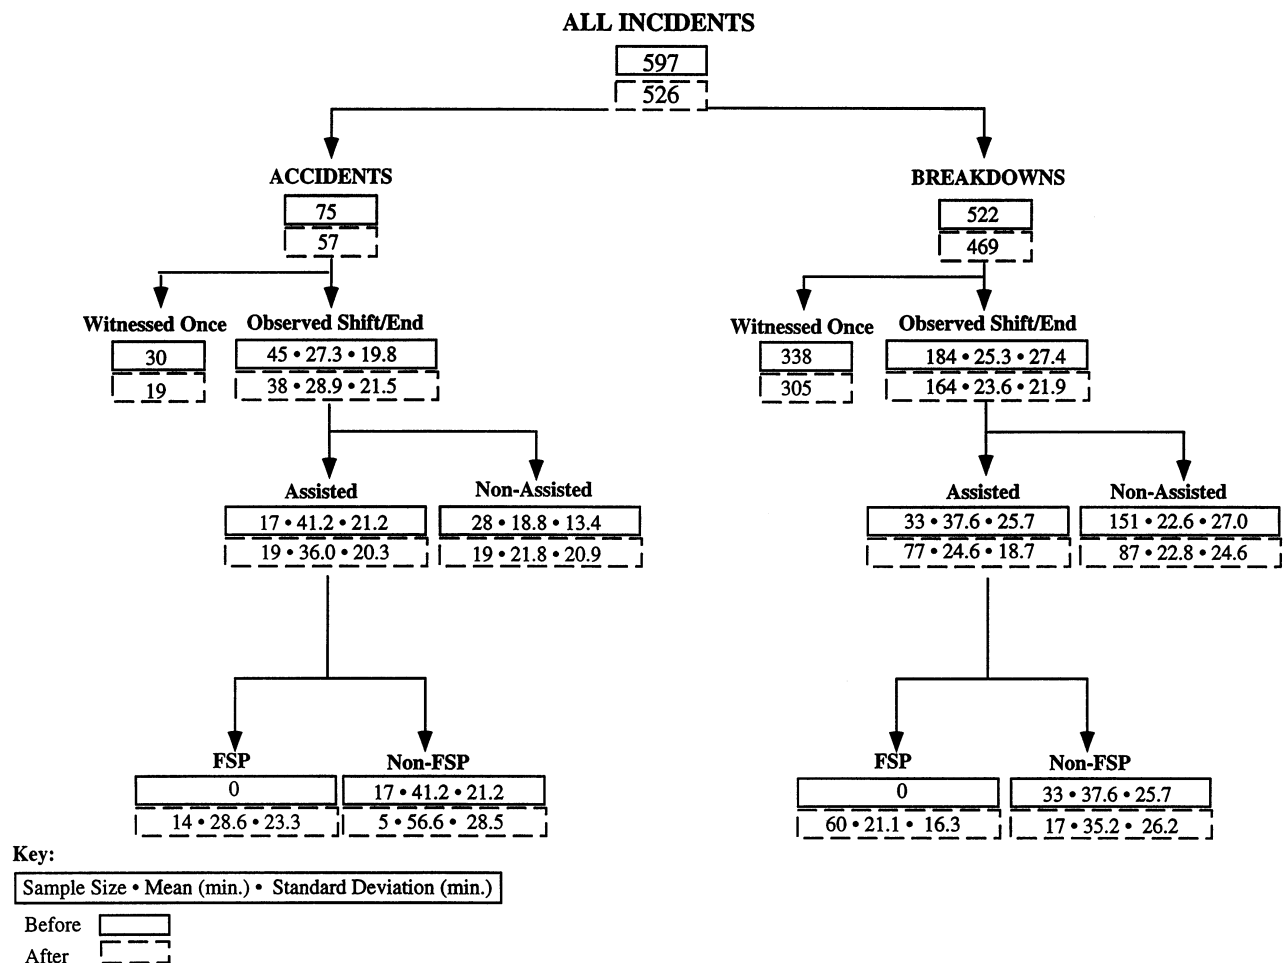 ALL INCIDENTS
597
526
ACCIDENTS
75
57
BREAKDOWNS
522
469
Witnessed Once
30
19
Observed Shift/End
45 • 27.3 • 19.8
38 • 28.9 • 21.5
Witnessed Once
338
305
Observed Shift/End
184 • 25.3 • 27.4
164 • 23.6 • 21.9
Assisted
17 • 41.2 • 21.2
19 • 36.0 • 20.3
Non-Assisted
28 • 18.8 • 13.4
19 • 21.8 • 20.9
Assisted
33 • 37.6 • 25.7
77 • 24.6 • 18.7
Non-Assisted
151 • 22.6 • 27.0
87 • 22.8 • 24.6
FSP
0
14 • 28.6 • 23.3
Non-FSP
17 • 41.2 • 21.2
5 • 56.6 • 28.5
FSP
0
60 • 21.1 • 16.3
Non-FSP
33 • 37.6 • 25.7
17 • 35.2 • 26.2
Key:
Sample Size • Mean (min.) • Standard Deviation (min.)
Before
After